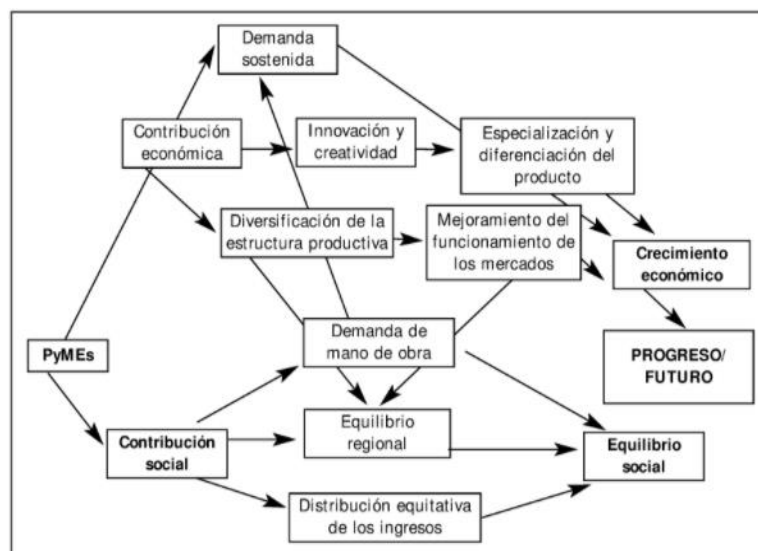 Demanda
sostenida
Contribución
económica
Innovación y
creatividad
Especialización y
diferenciación del
producto
Diversificación de la
estructura productiva
Mejoramiento del
funcionamiento de
los mercados
Crecimiento
económico
Demanda de
mano de obra
PyMEs
PROGRESO/
FUTURO
Equilibrio
regional
Contribución
social
Equilibrio
social
Distribución equitativa
de los ingresos